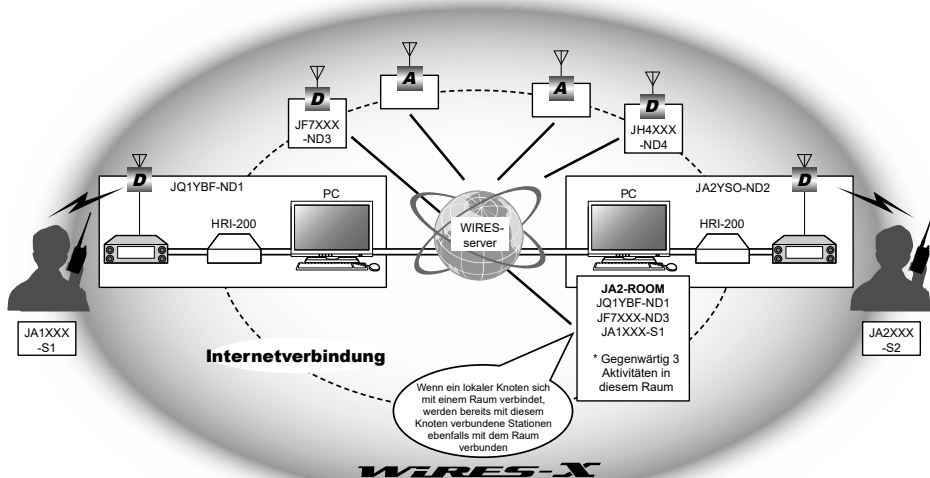 A
A
D
JF7XXX
-ND3
D
JH4XXX
-ND4
D
JQ1YBF-ND1
PC
HRI-200
WIRES-
server
PC
JA2YSO-ND2
D
HRI-200
JA1XXX
-S1
JA2XXX
-S2
JA2-ROOM
JQ1YBF-ND1
JF7XXX-ND3
JA1XXX-S1
* Gegenwärtig 3
Aktivitäten in
diesem Raum
Internetverbindung
Wenn ein lokaler Knoten sich
mit einem Raum verbindet,
werden bereits mit diesem
Knoten verbundene Stationen
ebenfalls mit dem Raum
verbunden
WiRES-X